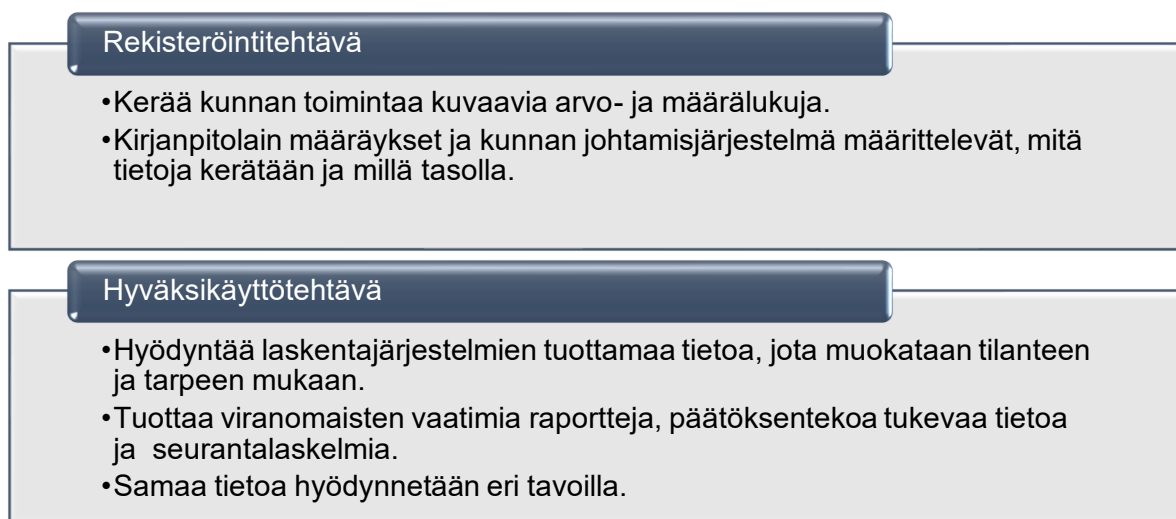 Rekisteröintitehtävä
•Kerää kunnan toimintaa kuvaavia arvo- ja määrälukuja.
•Kirjanpitolain määräykset ja kunnan johtamisjärjestelmä määrittelevät, mitä
tietoja kerätään ja millä tasolla.
Hyväksikäyttötehtävä
•Hyödyntää laskentajärjestelmien tuottamaa tietoa, jota muokataan tilanteen
ja tarpeen mukaan.
•Tuottaa viranomaisten vaatimia raportteja, päätöksentekoa tukevaa tietoa
ja seurantalaskelmia.
•Samaa tietoa hyödynnetään eri tavoilla.